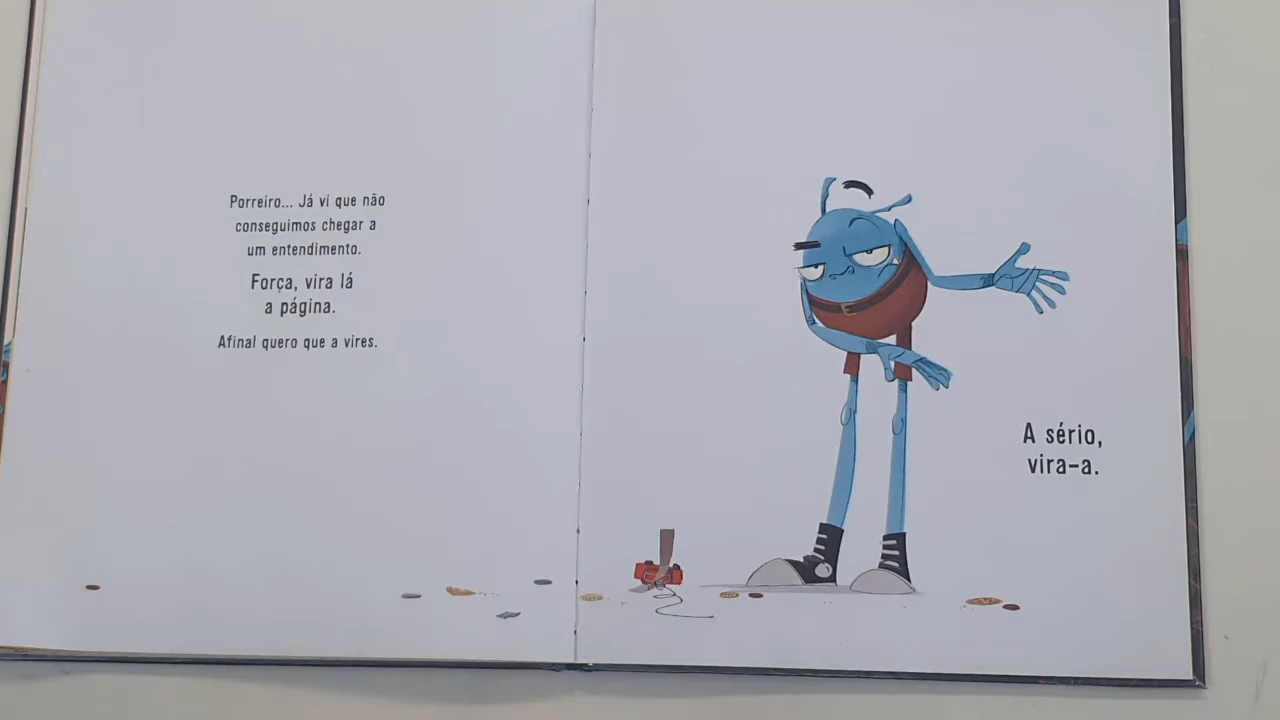 Porreiro... Já vi que não
conseguimos chegar a
um entendimento.
Força, vira lá
a página.
Afinal quero que a vires.
A sério,
vira-a.